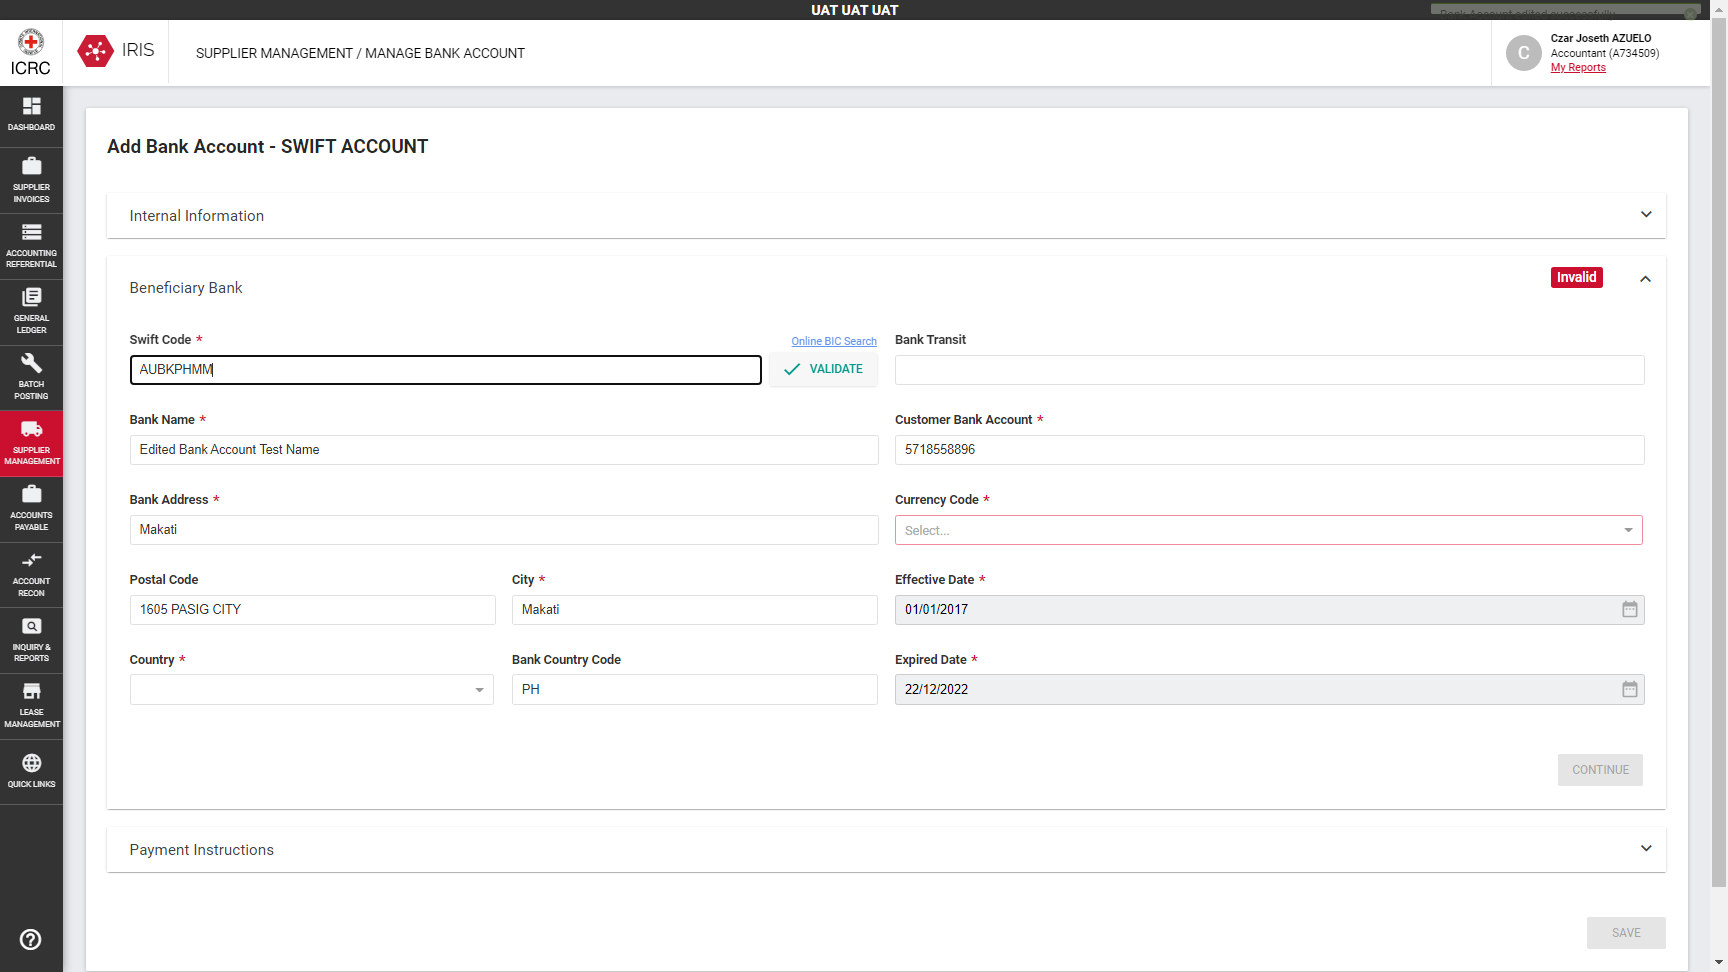 UAT UAT UAT
Bank Account edited successfully
ICRC
IRIS
SUPPLIER MANAGEMENT / MANAGE BANK ACCOUNT
C
Czar Joseth AZUELO
Accountant (A734509)
My Reports
DASHBOARD
SUPPLIER
INVOICES
ACCOUNTING
REFERENTIAL
GENERAL
LEDGER
BATCH
POSTING
SUPPLIER
MANAGEMENT
ACCOUNTS
PAYABLE
ACCOUNT
RECON
INQUIRY &
REPORTS
LEASE
MANAGEMENT
QUICK LINKS
Add Bank Account - SWIFT ACCOUNT
Internal Information
Beneficiary Bank
Invalid
Swift Code *
Online BIC Search
AUBKPHMM
VALIDATE
Bank Transit
Bank Name *
Edited Bank Account Test Name
Customer Bank Account *
5718558896
Bank Address *
Makati
Currency Code *
Select...
Postal Code
1605 PASIG CITY
City *
Makati
Effective Date *
01/01/2017
Country *
Bank Country Code
PH
Expired Date *
22/12/2022
CONTINUE
Payment Instructions
SAVE